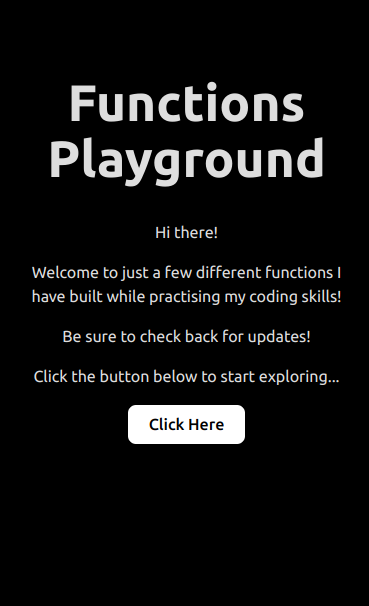 Functions
Playground
Hi there!
Welcome to just a few different functions I
have built while practising my coding skills!
Be sure to check back for updates!
Click the button below to start exploring...
Click Here